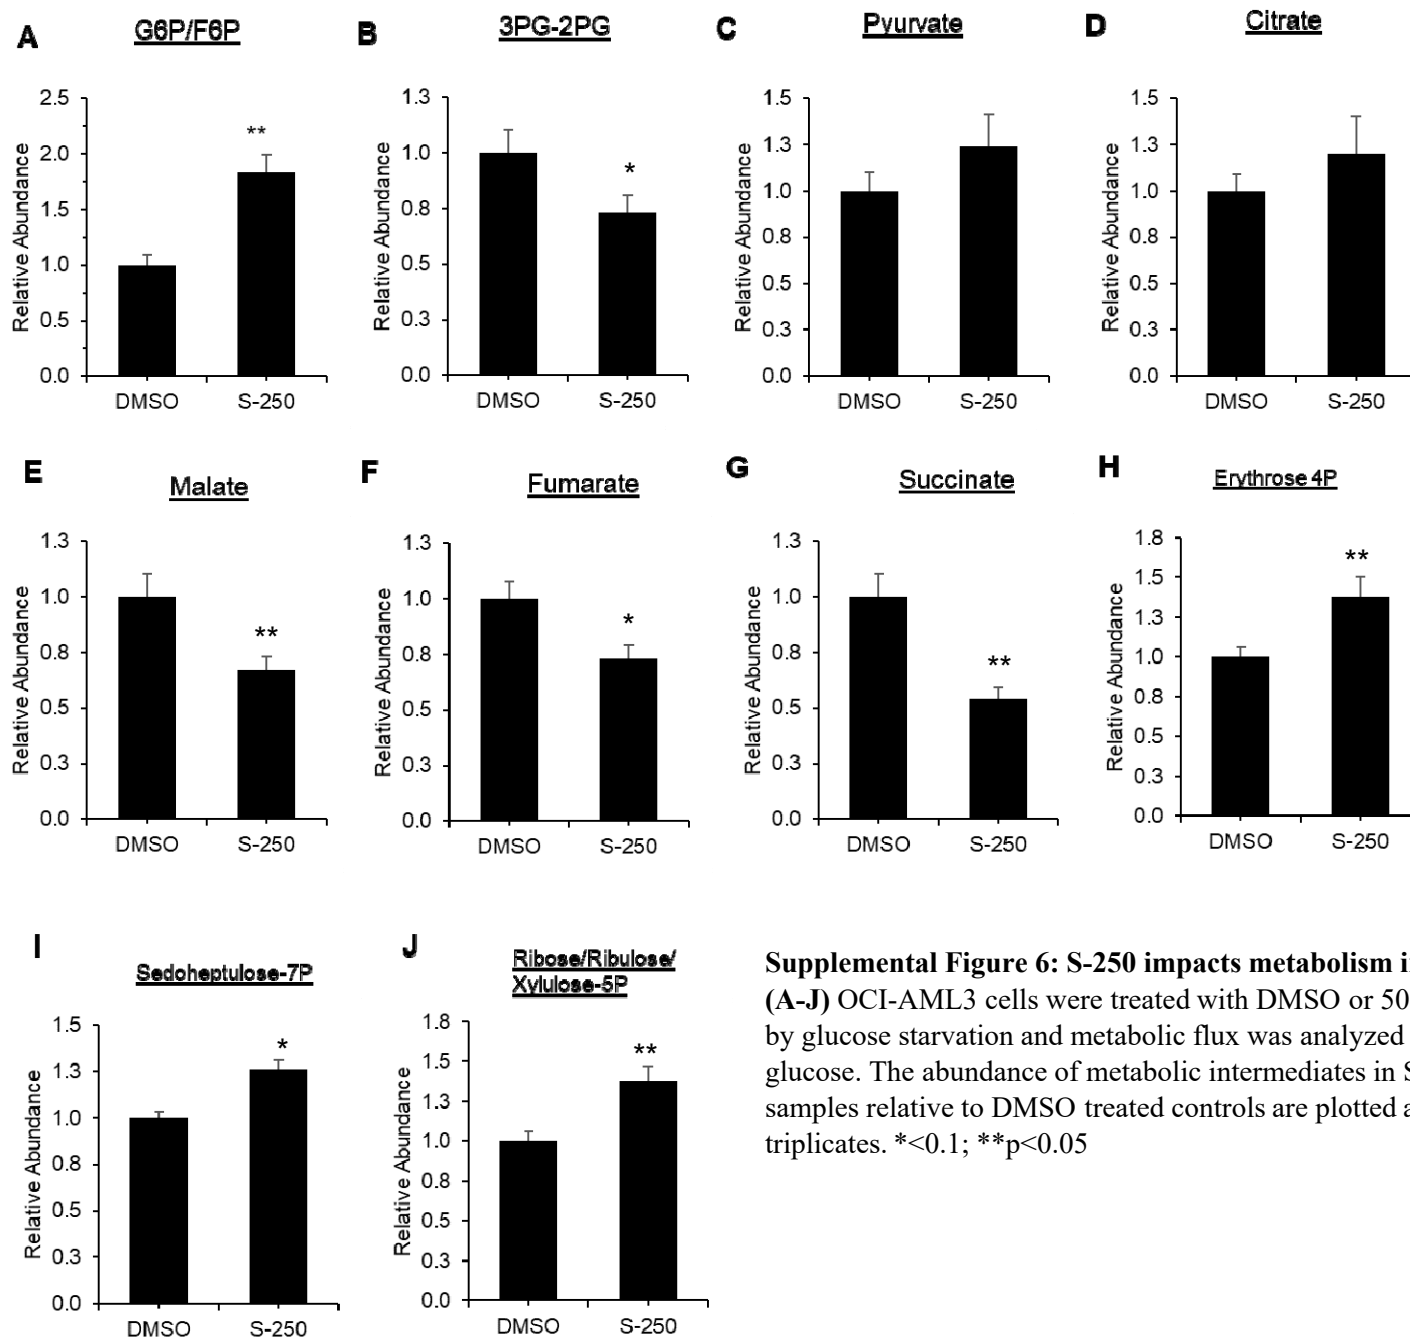 A
G6P/F6P
Relative Abundance
2.5
2.0
1.5
1.0
0.5
0.0
**
DMSO
S-250
B
3PG-2PG
Relative Abundance
1.3
1.0
0.8
0.5
0.3
0.0
*
DMSO
S-250
C
Pyurvate
Relative Abundance
1.5
1.3
1.0
0.8
0.5
0.3
0.0
DMSO
S-250
D
Citrate
Relative Abundance
1.5
1.3
1.0
0.8
0.5
0.3
0.0
DMSO
S-250
E
Malate
Relative Abundance
1.3
1.0
0.8
0.5
0.3
0.0
**
DMSO
S-250
F
Fumarate
Relative Abundance
1.3
1.0
0.8
0.5
0.3
0.0
*
DMSO
S-250
G
Succinate
Relative Abundance
1.3
1.0
0.8
0.5
0.3
0.0
**
DMSO
S-250
H
Erythrose 4P
Relative Abundance
1.8
1.5
1.3
1.0
0.8
0.5
0.3
0.0
**
DMSO
S-250
I
Sedoheptulose-7P
Relative Abundance
1.5
1.3
1.0
0.8
0.5
0.3
0.0
*
DMSO
S-250
J
Ribose/Ribulose/
Xylulose-5P
Relative Abundance
1.8
1.5
1.3
1.0
0.8
0.5
0.3
0.0
**
DMSO
S-250
Supplemental Figure 6: S-250 impacts metabolism
(A-J) OCI-AML3 cells were treated with DMSO or 50
by glucose starvation and metabolic flux was analyzed
glucose. The abundance of metabolic intermediates in S
samples relative to DMSO treated controls are plotted a
triplicates. *<0.1; **p<0.05